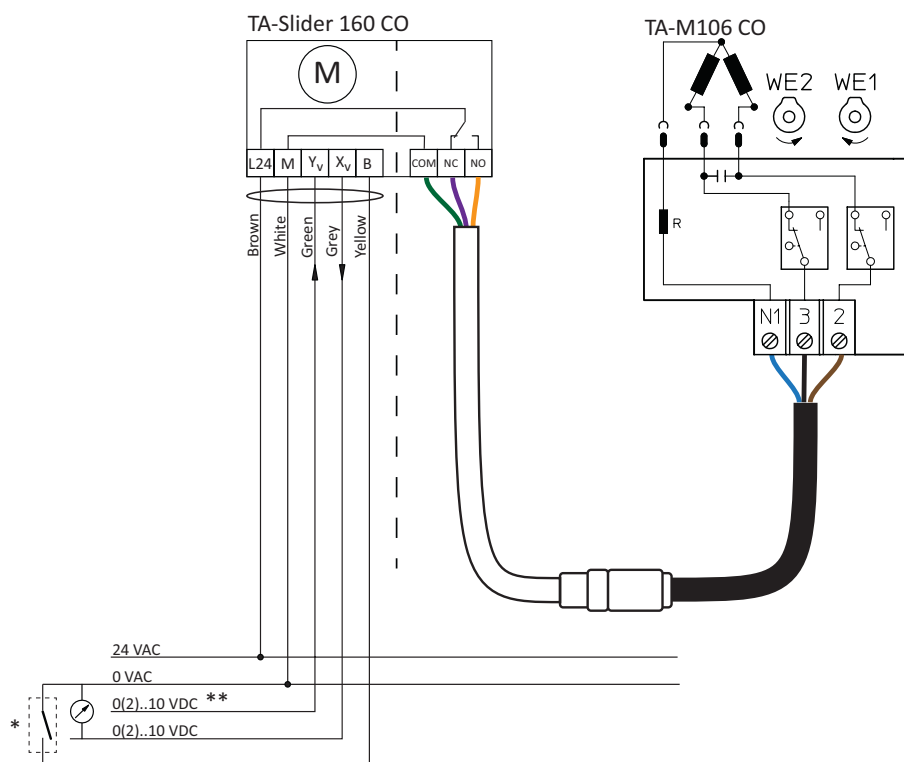 TA-Slider 160 CO
TA-M106 CO
M
WE2 WE1
L24 M Yv Xv B
COM NC NO
Brown
White
Green
Grey
Yellow
R
N1 3 2
24 VAC
0 VAC
0(2)..10 VDC **
*
0(2)..10 VDC